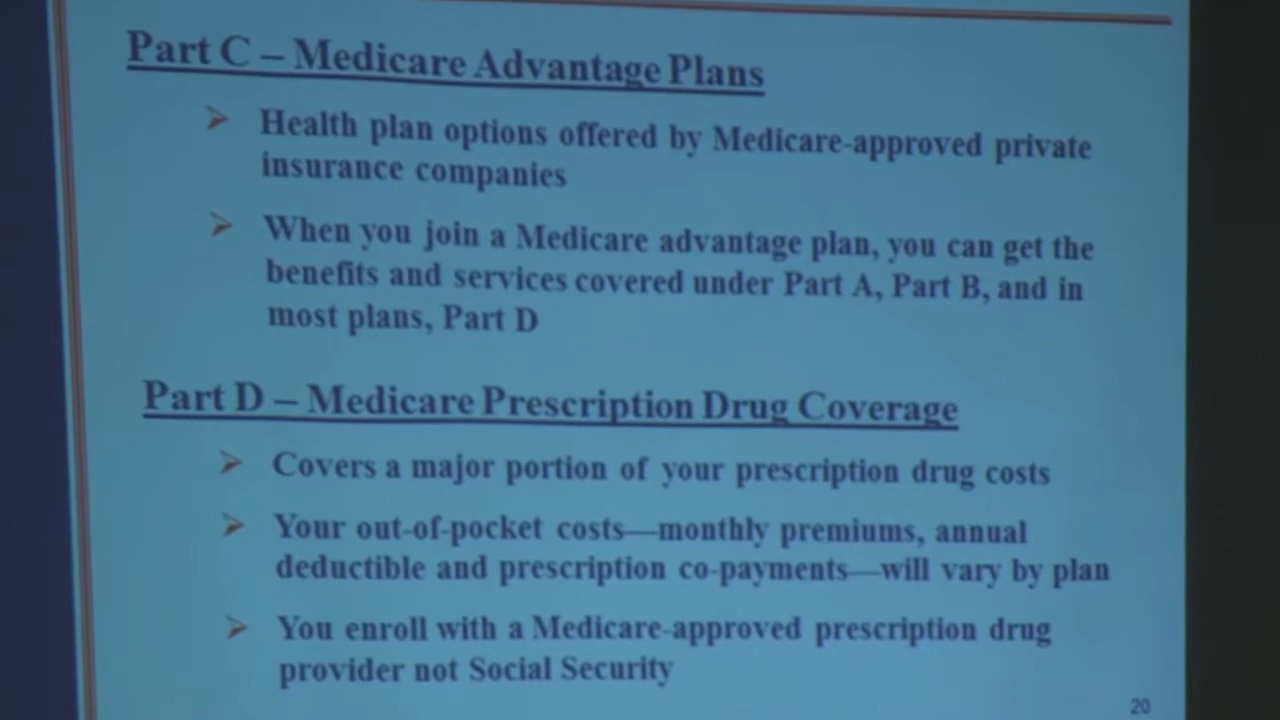 Part C – Medicare Advantage Plans
➢ Health plan options offered by Medicare-approved private
insurance companies
➢ When you join a Medicare advantage plan, you can get the
benefits and services covered under Part A, Part B, and in
most plans, Part D
Part D – Medicare Prescription Drug Coverage
➢ Covers a major portion of your prescription drug costs
➢ Your out-of-pocket costs—monthly premiums, annual
deductible and prescription co-payments—will vary by plan
➢ You enroll with a Medicare-approved prescription drug
provider not Social Security
20